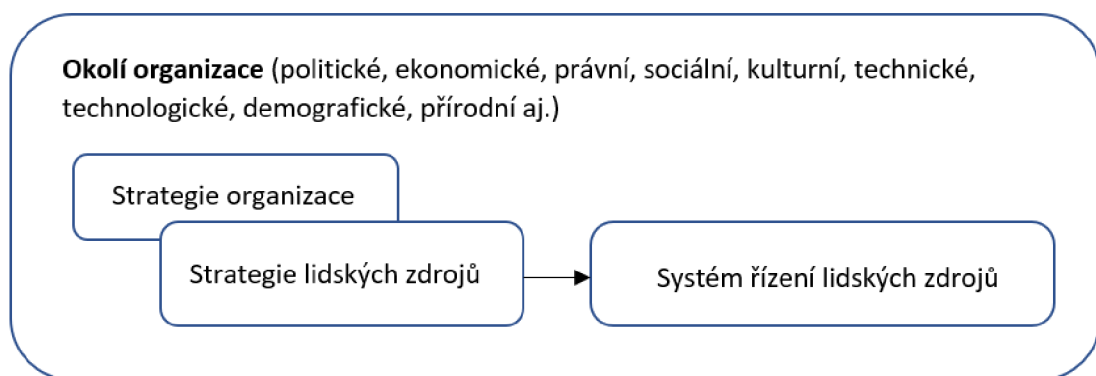 Okolí organizace (politické, ekonomické, právní, sociální, kulturní, technické,
technologické, demografické, přírodní aj.)
Strategie organizace
Strategie lidských zdrojů
Systém řízení lidských zdrojů